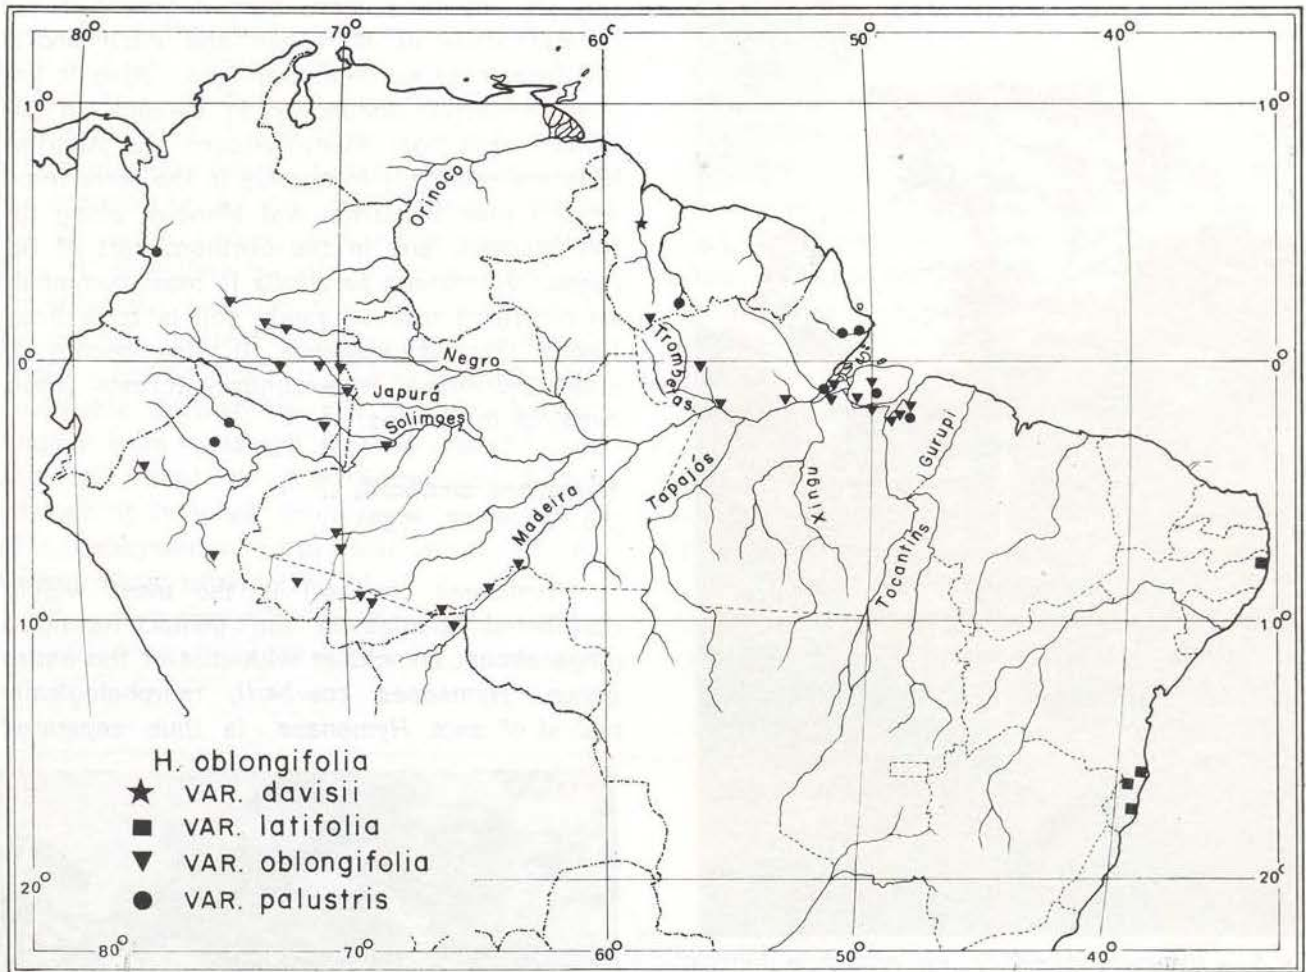 80° 70° 60° 50° 40°
10° 10°
Orinoco
0° 0°
Negro
Trombetas
Japurá
Solimoes
Madeira
Tapajós
Xingu
Tocantins
Gurupi
10° 10°
H. oblongifolia
VAR. davisii
VAR. latifolia
VAR. oblongifolia
VAR. palustris
20° 20°
80° 70° 60° 50° 40°